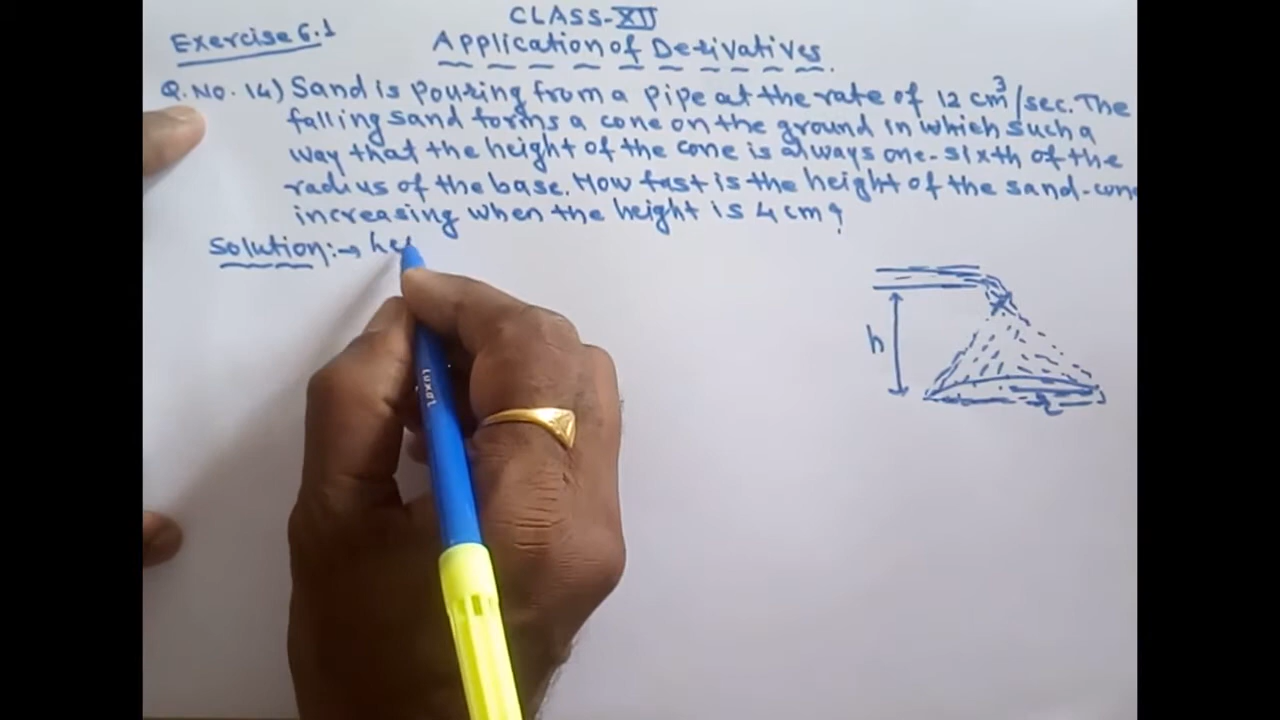 CLASS-XII
Exercise 6.1
Application of Derivatives
Q. No. 14) Sand is pouring from a pipe at the rate of 12 cm³/sec. The
falling sand forms a cone on the ground in which such a
way that the height of the cone is always one-sixth of the
radius of the base. How fast is the height of the sand-cone
increasing when the height is 4 cm?
Solution:→ he
h
r
Luxor